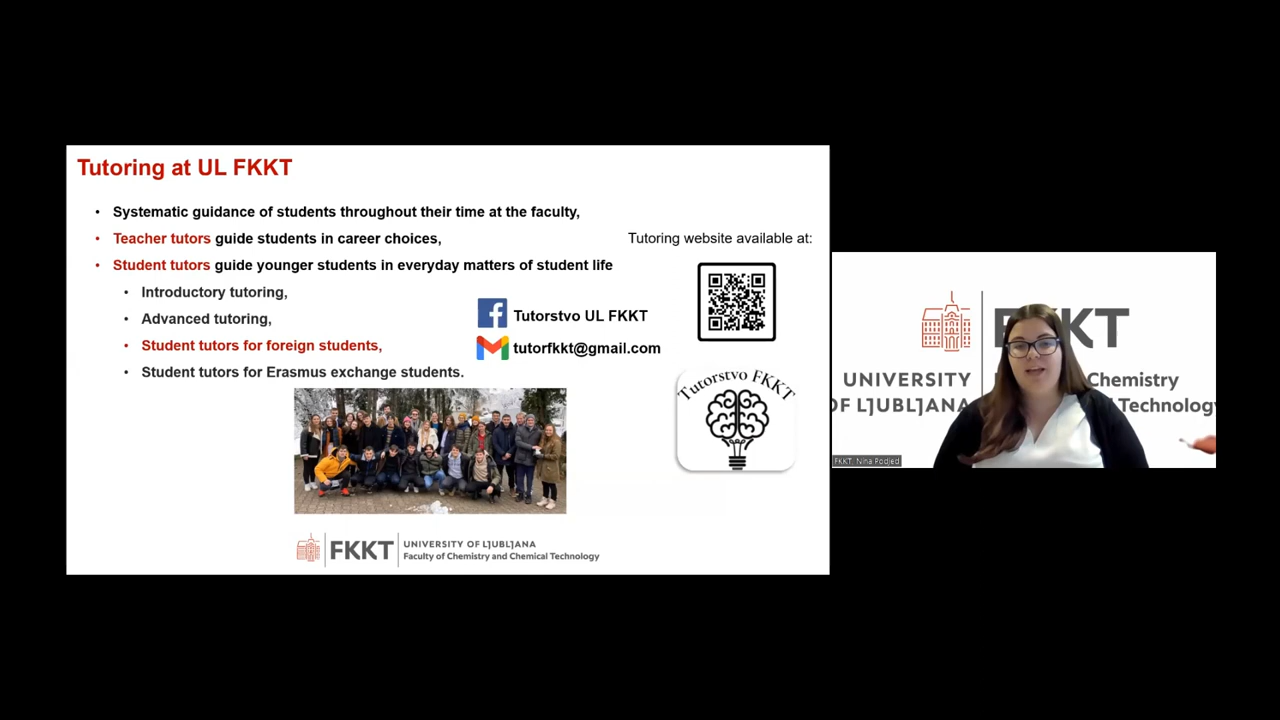 Tutoring at UL FKKT
• Systematic guidance of students throughout their time at the faculty,
• Teacher tutors guide students in career choices,
• Student tutors guide younger students in everyday matters of student life
• Introductory tutoring,
• Advanced tutoring,
• Student tutors for foreign students,
• Student tutors for Erasmus exchange students.
Tutorstvo UL FKKT
tutorfkkt@gmail.com
Tutoring website available at:
Tutorstvo FKKT
FKKT
UNIVERSITY OF LJUBLJANA
Faculty of Chemistry and Chemical Technology
KT
UNIVERSITY
OF LJUBLJANA
Chemistry
Technology
FKKT, Nina Podjed